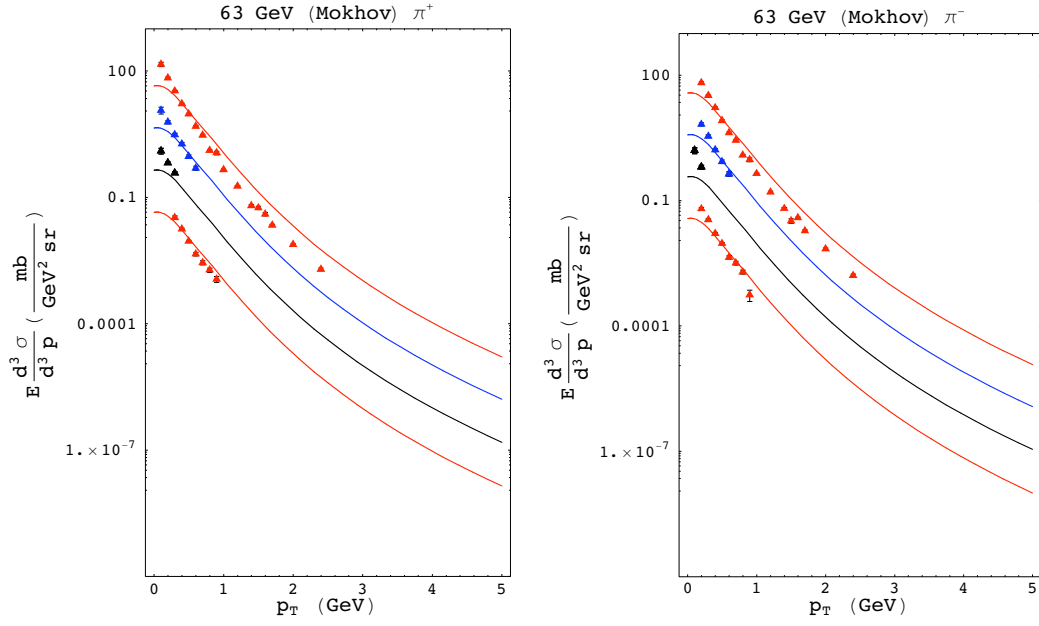 63 GeV (Mokhov) π⁺
100
0.1
0.0001
1.×10⁻⁷
E d³σ/d³p ( mb/GeV² sr )
0 1 2 3 4 5
p_T (GeV)
63 GeV (Mokhov) π⁻
100
0.1
0.0001
1.×10⁻⁷
E d³σ/d³p ( mb/GeV² sr )
0 1 2 3 4 5
p_T (GeV)